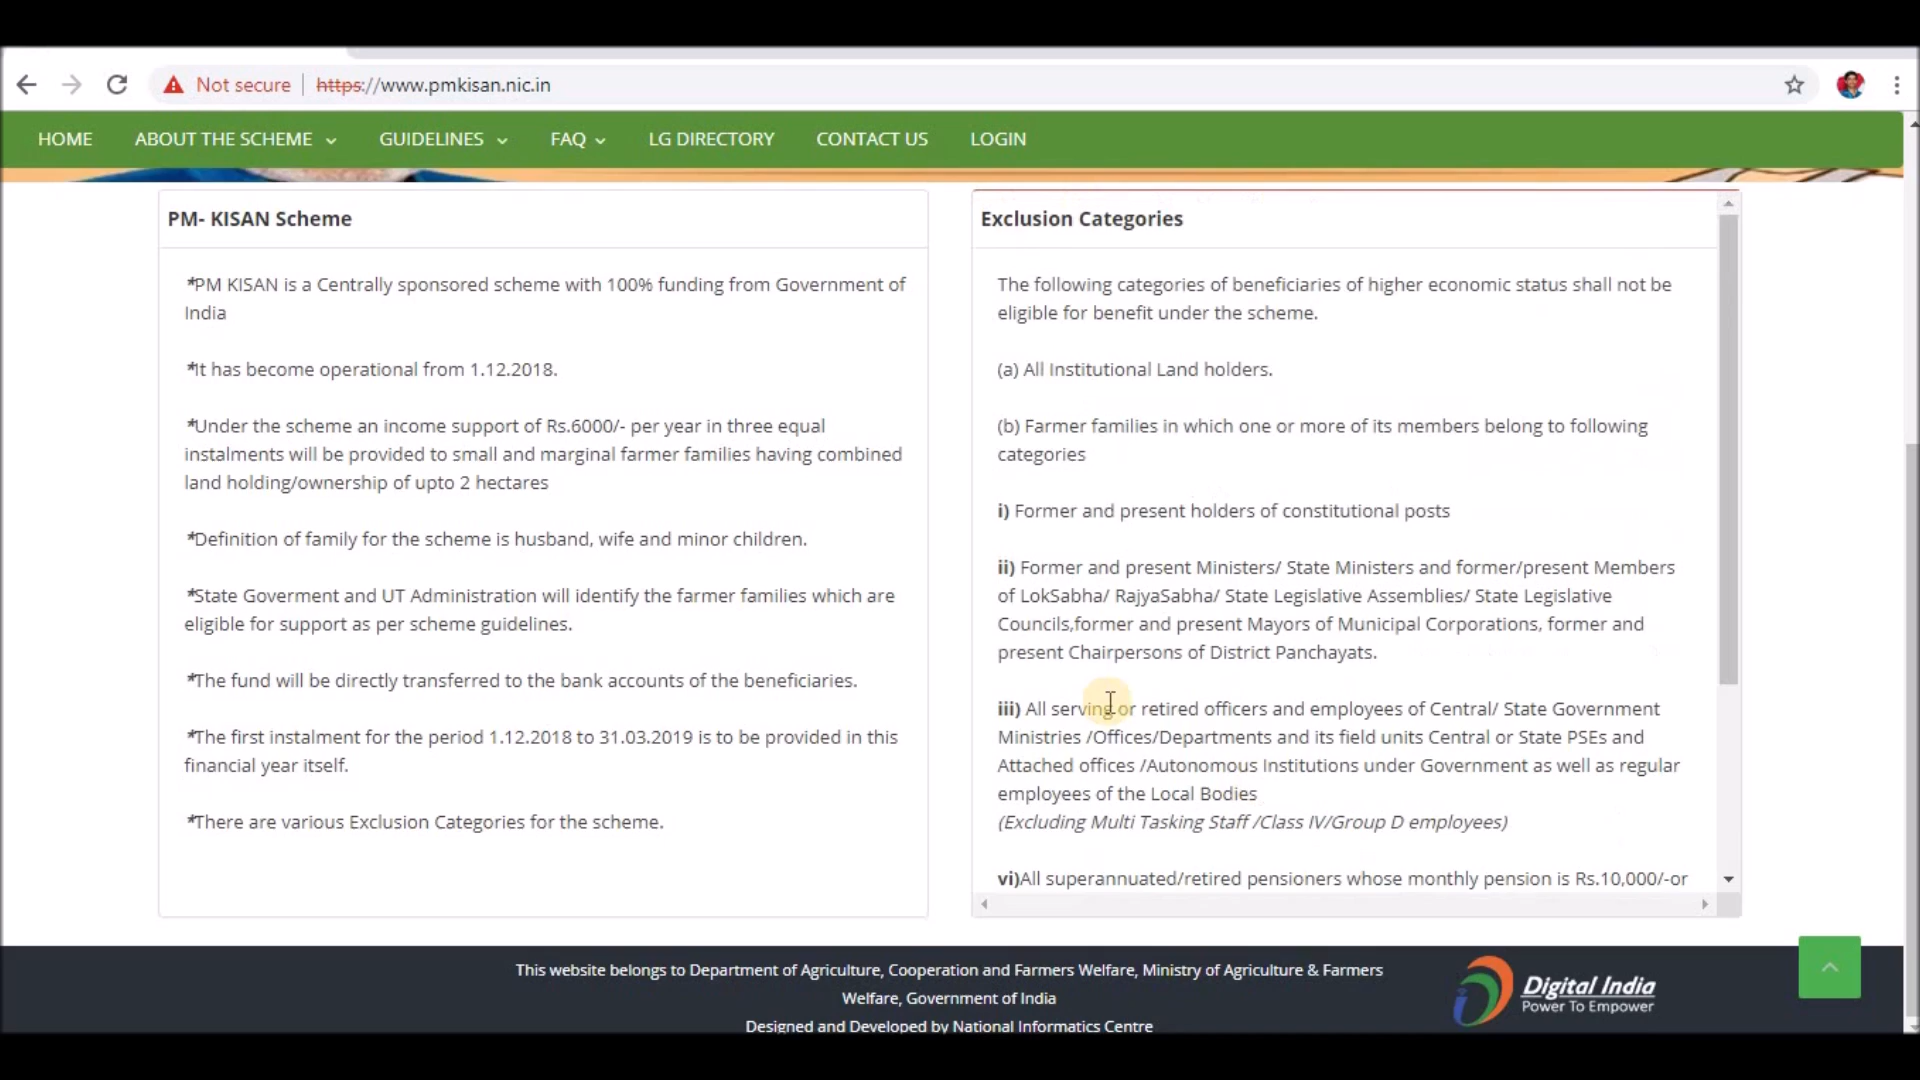 Not secure
https://www.pmkisan.nic.in
HOME ABOUT THE SCHEME GUIDELINES FAQ LG DIRECTORY CONTACT US LOGIN
PM- KISAN Scheme
*PM KISAN is a Centrally sponsored scheme with 100% funding from Government of
India
*It has become operational from 1.12.2018.
*Under the scheme an income support of Rs.6000/- per year in three equal
instalments will be provided to small and marginal farmer families having combined
land holding/ownership of upto 2 hectares
*Definition of family for the scheme is husband, wife and minor children.
*State Goverment and UT Administration will identify the farmer families which are
eligible for support as per scheme guidelines.
*The fund will be directly transferred to the bank accounts of the beneficiaries.
*The first instalment for the period 1.12.2018 to 31.03.2019 is to be provided in this
financial year itself.
*There are various Exclusion Categories for the scheme.
Exclusion Categories
The following categories of beneficiaries of higher economic status shall not be
eligible for benefit under the scheme.
(a) All Institutional Land holders.
(b) Farmer families in which one or more of its members belong to following
categories
i) Former and present holders of constitutional posts
ii) Former and present Ministers/ State Ministers and former/present Members
of LokSabha/ RajyaSabha/ State Legislative Assemblies/ State Legislative
Councils,former and present Mayors of Municipal Corporations, former and
present Chairpersons of District Panchayats.
iii) All serving or retired officers and employees of Central/ State Government
Ministries /Offices/Departments and its field units Central or State PSEs and
Attached offices /Autonomous Institutions under Government as well as regular
employees of the Local Bodies
(Excluding Multi Tasking Staff /Class IV/Group D employees)
vi)All superannuated/retired pensioners whose monthly pension is Rs.10,000/-or
This website belongs to Department of Agriculture, Cooperation and Farmers Welfare, Ministry of Agriculture & Farmers
Welfare, Government of India
Designed and Developed by National Informatics Centre
Digital India
Power To Empower